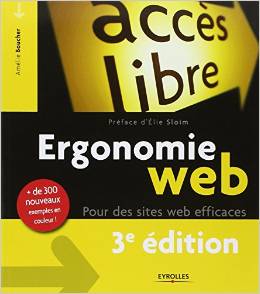 Amélie Boucher
accès
libre
Préface d'Élie Sloïm
Ergonomie
web
+ de 300
nouveaux
exemples en
couleur !
Pour des sites web efficaces
3e édition
EYROLLES